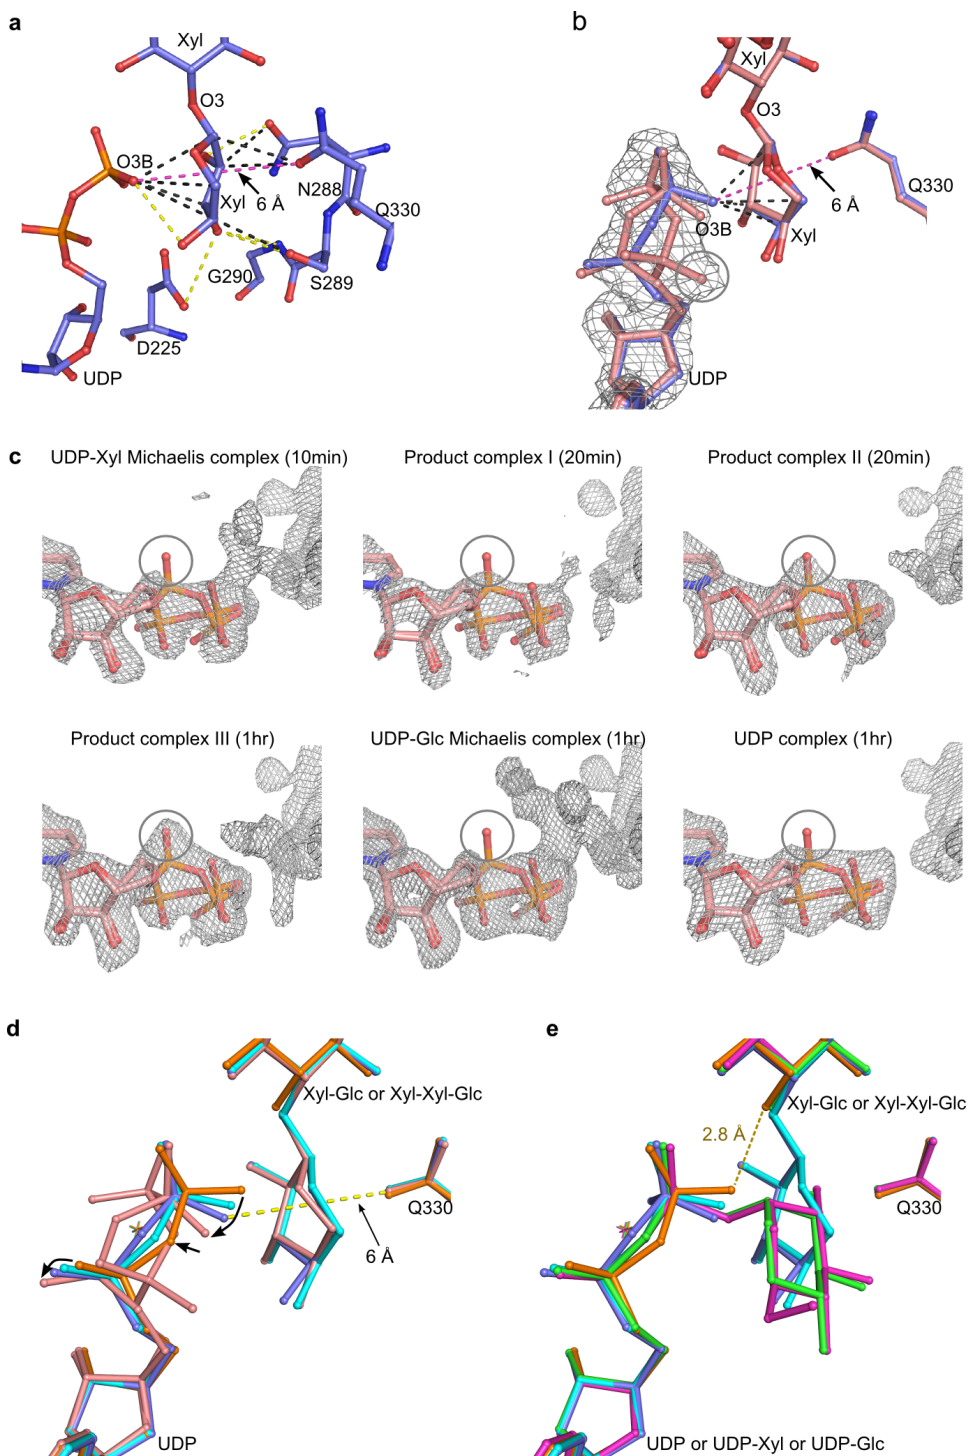 a
Xyl
O3
O3B
N288
Xyl
6 Å
Q330
G290
S289
D225
UDP
b
Xyl
O3
Q330
6 Å
O3B
Xyl
UDP
c
UDP-Xyl Michaelis complex (10min)
Product complex I (20min)
Product complex II (20min)
Product complex III (1hr)
UDP-Glc Michaelis complex (1hr)
UDP complex (1hr)
d
Xyl-Glc or Xyl-Xyl-Glc
Q330
6 Å
UDP
e
Xyl-Glc or Xyl-Xyl-Glc
2.8 Å
Q330
UDP or UDP-Xyl or UDP-Glc